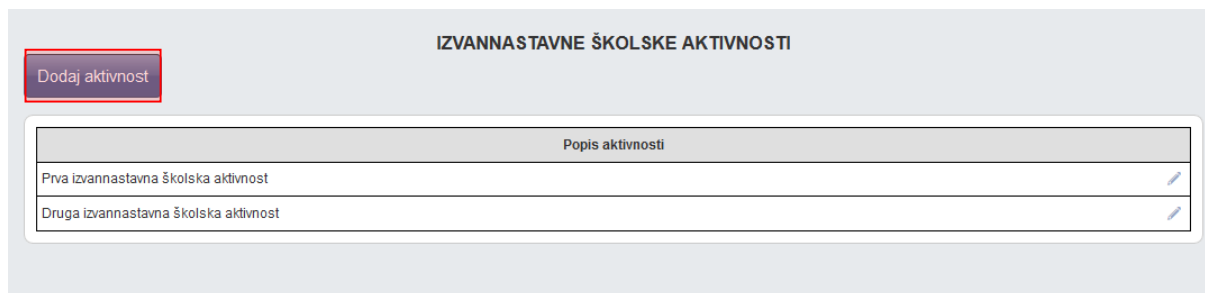 IZVANNASTAVNE ŠKOLSKE AKTIVNOSTI
Dodaj aktivnost
Popis aktivnosti
Prva izvannastavna školska aktivnost
Druga izvannastavna školska aktivnost